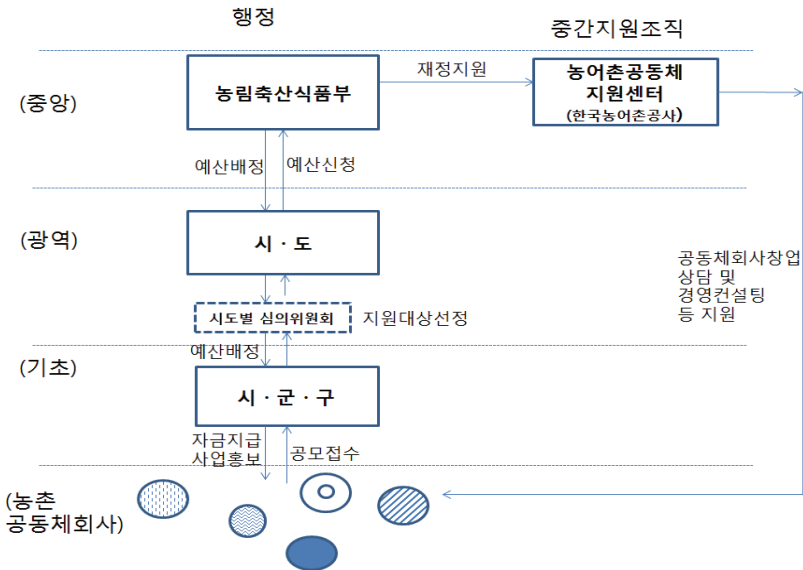 행정
중간지원조직
(중앙)
농림축산식품부
재정지원
농어촌공동체
지원센터
(한국농어촌공사)
예산배정
예산신청
(광역)
시 · 도
공동체회사창업
상담 및
경영컨설팅
등 지원
시도별 심의위원회
지원대상선정
예산배정
(기초)
시 · 군 · 구
자금지급
사업홍보
공모접수
(농촌
공동체회사)